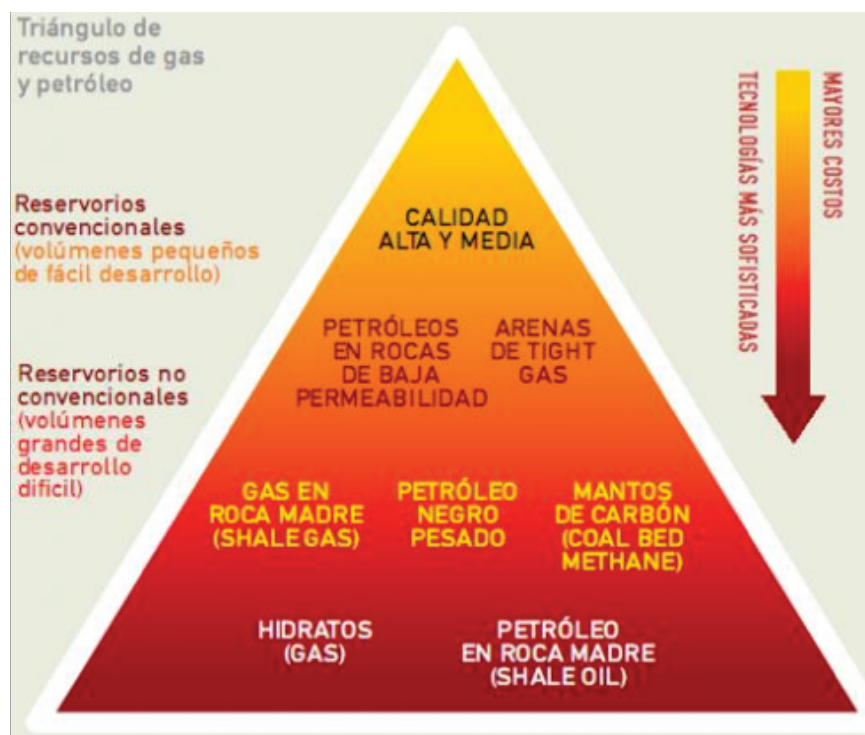 Triángulo de
recursos de gas
y petróleo
Reservorios
convencionales
(volúmenes pequeños
de fácil desarrollo)
Reservorios no
convencionales
(volúmenes
grandes de
desarrollo
dificil)
CALIDAD
ALTA Y MEDIA
PETRÓLEOS
EN ROCAS
DE BAJA
PERMEABILIDAD
ARENAS
DE TIGHT
GAS
GAS EN
ROCA MADRE
(SHALE GAS)
PETRÓLEO
NEGRO
PESADO
MANTOS
DE CARBÓN
(COAL BED
METHANE)
HIDRATOS
(GAS)
PETRÓLEO
EN ROCA MADRE
(SHALE OIL)
MAYORES COSTOS
TECNOLOGÍAS MÁS SOFISTICADAS